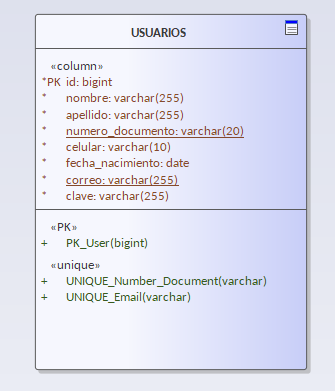 USUARIOS
«column»
*PK id: bigint
* nombre: varchar(255)
* apellido: varchar(255)
* numero_documento: varchar(20)
* celular: varchar(10)
* fecha_nacimiento: date
* correo: varchar(255)
* clave: varchar(255)
«PK»
+ PK_User(bigint)
«unique»
+ UNIQUE_Number_Document(varchar)
+ UNIQUE_Email(varchar)